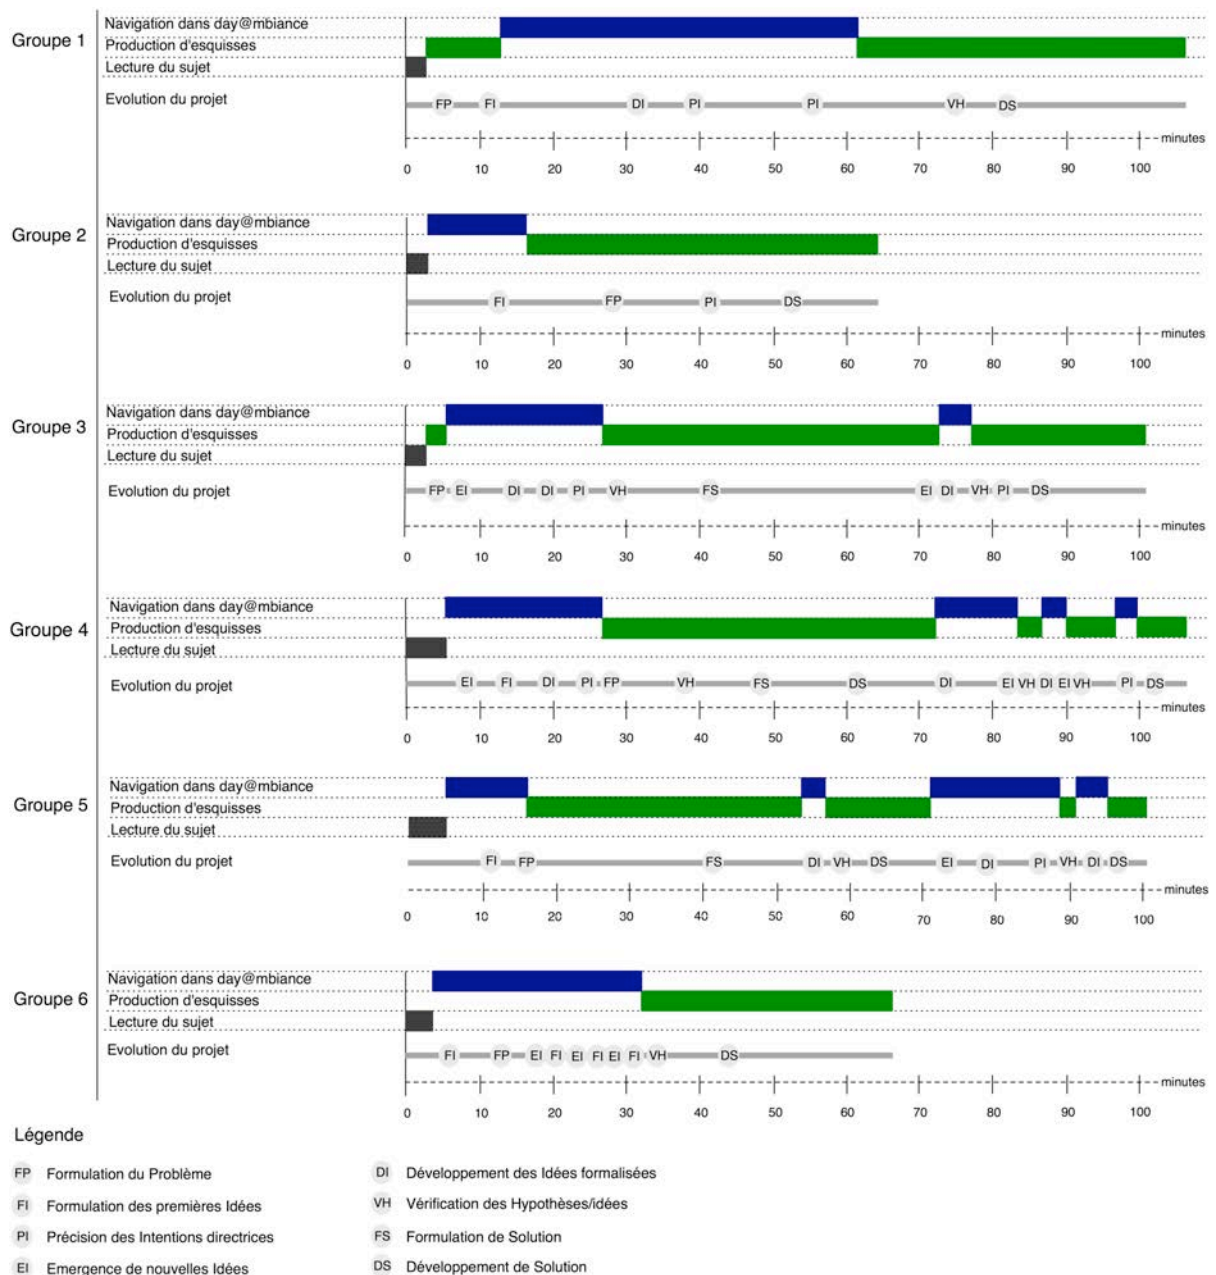 Groupe 1
Navigation dans day@mbiance
Production d'esquisses
Lecture du sujet
Evolution du projet
FP FI DI PI PI VH DS
minutes
0 10 20 30 40 50 60 70 80 90 100
Groupe 2
Navigation dans day@mbiance
Production d'esquisses
Lecture du sujet
Evolution du projet
FI FP PI DS
minutes
0 10 20 30 40 50 60 70 80 90 100
Groupe 3
Navigation dans day@mbiance
Production d'esquisses
Lecture du sujet
Evolution du projet
FP EI DI DI PI VH FS EI DI VH PI DS
minutes
0 10 20 30 40 50 60 70 80 90 100
Groupe 4
Navigation dans day@mbiance
Production d'esquisses
Lecture du sujet
Evolution du projet
EI FI DI PI FP VH FS DS DI EI VH DI EI VH PI DS
minutes
0 10 20 30 40 50 60 70 80 90 100
Groupe 5
Navigation dans day@mbiance
Production d'esquisses
Lecture du sujet
Evolution du projet
FI FP FS DI VH DS EI DI PI VH DI DS
minutes
0 10 20 30 40 50 60 70 80 90 100
Groupe 6
Navigation dans day@mbiance
Production d'esquisses
Lecture du sujet
Evolution du projet
FI FP EI FI EI FI EI FI VH DS
minutes
0 10 20 30 40 50 60 70 80 90 100
Légende
FP Formulation du Problème
FI Formulation des premières Idées
PI Précision des Intentions directrices
EI Emergence de nouvelles Idées
DI Développement des Idées formalisées
VH Vérification des Hypothèses/idées
FS Formulation de Solution
DS Développement de Solution